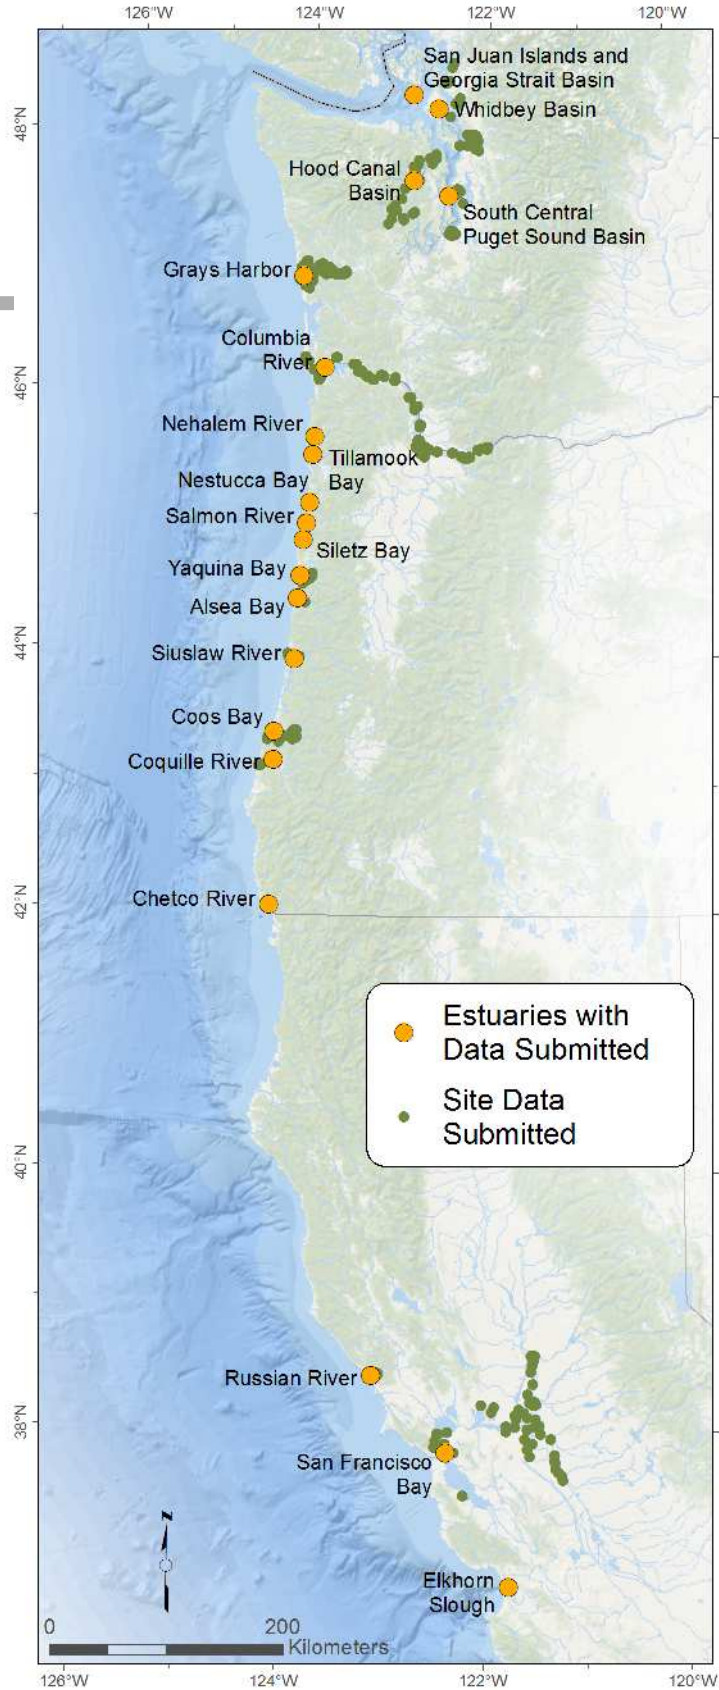 126°W 124°W 122°W 120°W
San Juan Islands and
Georgia Strait Basin
Whidbey Basin
48°N
Hood Canal
Basin
South Central
Puget Sound Basin
Grays Harbor
Columbia
River
46°N
Nehalem River
Tillamook
Bay
Nestucca Bay
Salmon River
Siletz Bay
Yaquina Bay
Alsea Bay
44°N
Siuslaw River
Coos Bay
Coquille River
42°N
Chetco River
Estuaries with
Data Submitted
Site Data
Submitted
40°N
Russian River
38°N
San Francisco
Bay
N
Elkhorn
Slough
0 200
Kilometers
126°W 124°W 122°W 120°W